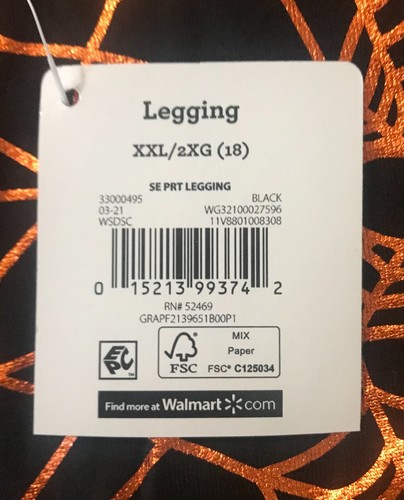 Legging
XXL/2XG (18)
SE PRT LEGGING
33000495 BLACK
03-21 WG32100027596
WSDSC 11V8801008308
0 15213 99374 2
RN# 52469
GRAPF2139651B00P1
EPC™
FSC
MIX
Paper
FSC® C125034
Find more at Walmart.com